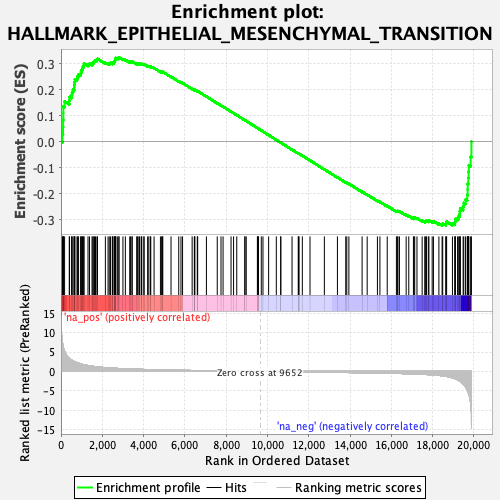 Enrichment plot:
HALLMARK_EPITHELIAL_MESENCHYMAL_TRANSITION
Enrichment score (ES)
0.3
0.2
0.1
0.0
-0.1
-0.2
-0.3
'na_pos' (positively correlated)
Ranked list metric (PreRanked)
15
10
5
0
-5
-10
-15
Zero cross at 9652
'na_neg' (negatively correlated)
0
2,000
4,000
6,000
8,000
10,000
12,000
14,000
16,000
18,000
20,000
Rank in Ordered Dataset
Enrichment profile
Hits
Ranking metric scores